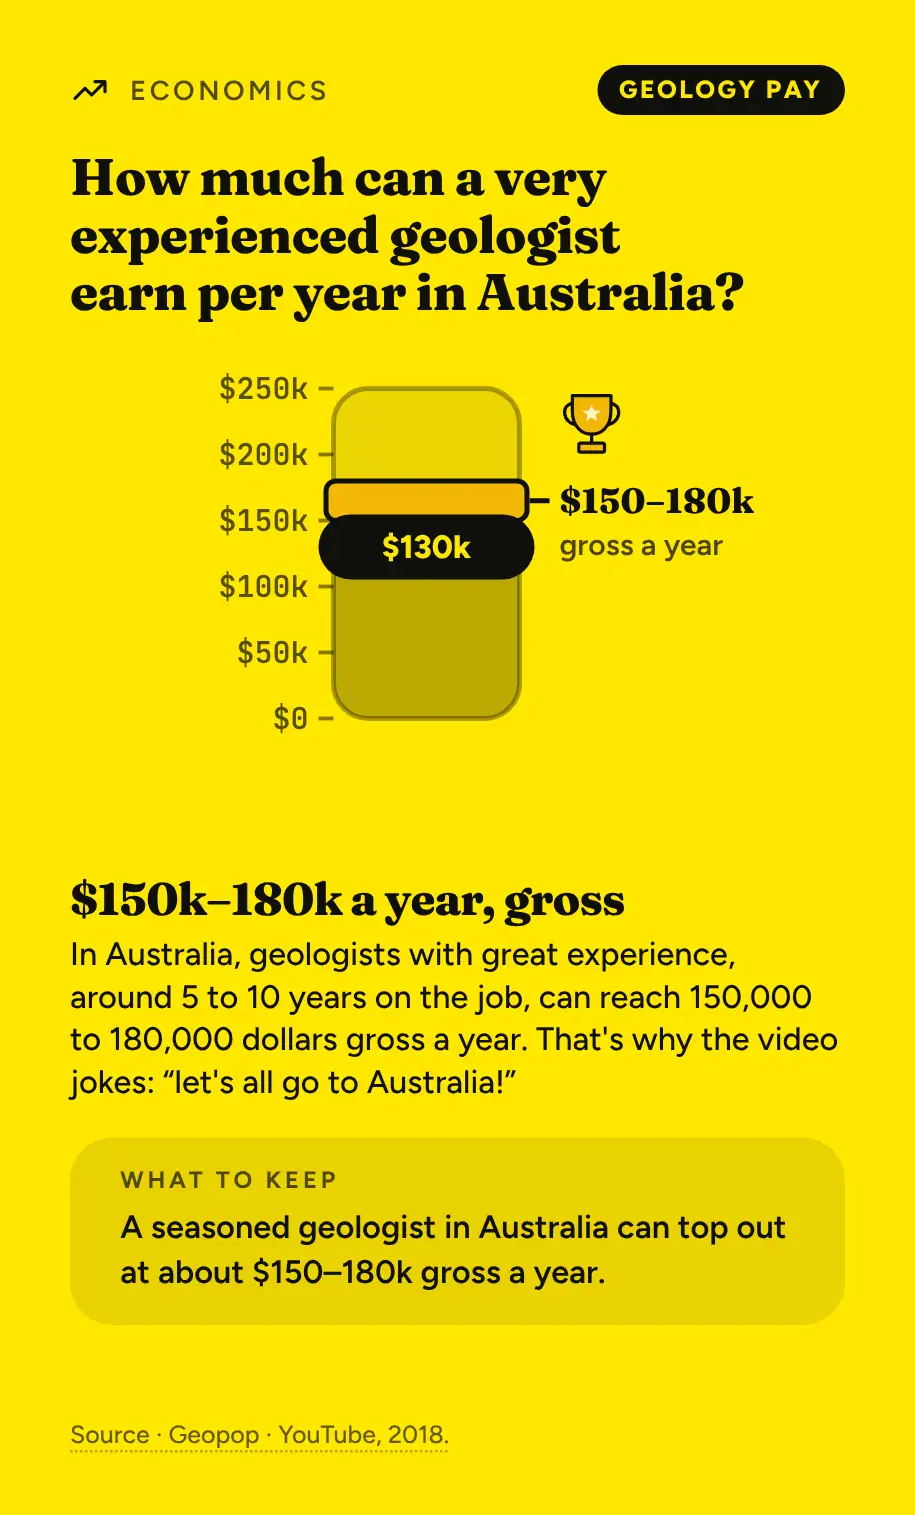 ECONOMICS
GEOLOGY PAY
How much can a very
experienced geologist
earn per year in Australia?
$250k
$200k
$150k
$100k
$50k
$0
$130k
$150–180k
gross a year
$150k–180k a year, gross
In Australia, geologists with great experience,
around 5 to 10 years on the job, can reach 150,000
to 180,000 dollars gross a year. That's why the video
jokes: “let's all go to Australia!”
WHAT TO KEEP
A seasoned geologist in Australia can top out
at about $150–180k gross a year.
Source · Geopop · YouTube, 2018.